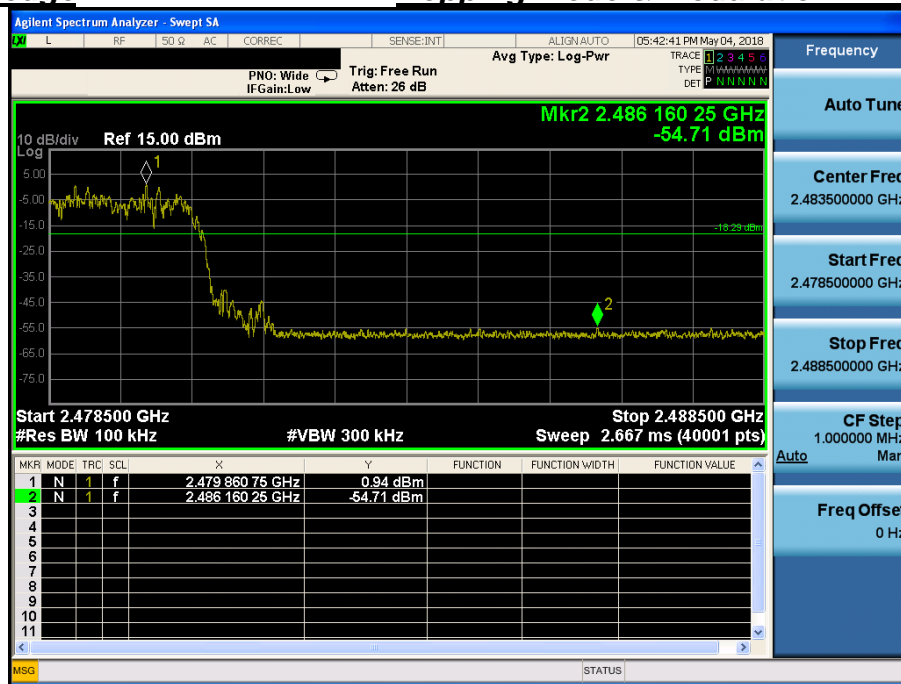 Agilent Spectrum Analyzer - Swept SA
LXI L RF 50 Ω AC CORREC SENSE:INT ALIGN AUTO 05:42:41 PM May 04, 2018
PNO: Wide IFGain:Low
Trig: Free Run
Atten: 26 dB
Avg Type: Log-Pwr
TRACE 1 2 3 4 5 6
TYPE M WWWWW
DET P N N N N N
Mkr2 2.486 160 25 GHz
-54.71 dBm
10 dB/div Ref 15.00 dBm
Log
1
5.00
-5.00
-15.0
-18.29 dBm
-25.0
-35.0
-45.0
2
-55.0
-65.0
-75.0
Start 2.478500 GHz Stop 2.488500 GHz
#Res BW 100 kHz #VBW 300 kHz Sweep 2.667 ms (40001 pts)
MKR MODE TRC SCL X Y FUNCTION FUNCTION WIDTH FUNCTION VALUE
1 N 1 f 2.479 860 75 GHz 0.94 dBm
2 N 1 f 2.486 160 25 GHz -54.71 dBm
3
4
5
6
7
8
9
10
11
MSG STATUS
Frequency
Auto Tune
Center Freq
2.483500000 GHz
Start Freq
2.478500000 GHz
Stop Freq
2.488500000 GHz
CF Step
1.000000 MHz
Auto Man
Freq Offset
0 Hz